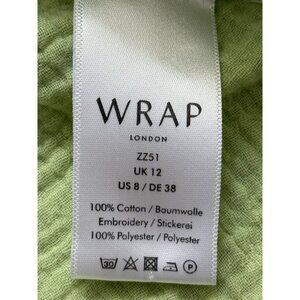 WRAP
LONDON
ZZ51
UK 12
US 8 / DE 38
100% Cotton / Baumwolle
Embroidery / Stickerei
100% Polyester / Polyester
30 P